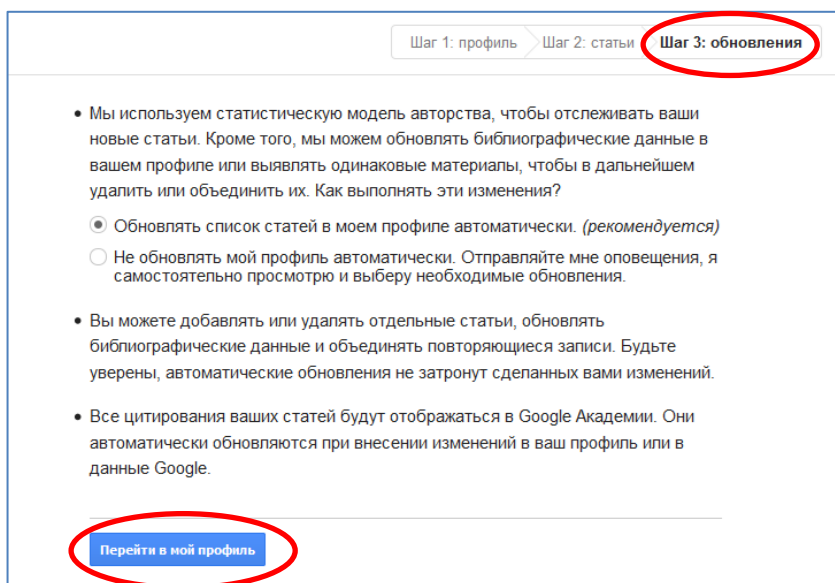 Шаг 1: профиль Шаг 2: статьи Шаг 3: обновления
• Мы используем статистическую модель авторства, чтобы отслеживать ваши
новые статьи. Кроме того, мы можем обновлять библиографические данные в
вашем профиле или выявлять одинаковые материалы, чтобы в дальнейшем
удалить или объединить их. Как выполнять эти изменения?
Обновлять список статей в моем профиле автоматически. (рекомендуется)
Не обновлять мой профиль автоматически. Отправляйте мне оповещения, я
самостоятельно просмотрю и выберу необходимые обновления.
• Вы можете добавлять или удалять отдельные статьи, обновлять
библиографические данные и объединять повторяющиеся записи. Будьте
уверены, автоматические обновления не затронут сделанных вами изменений.
• Все цитирования ваших статей будут отображаться в Google Академии. Они
автоматически обновляются при внесении изменений в ваш профиль или в
данные Google.
Перейти в мой профиль